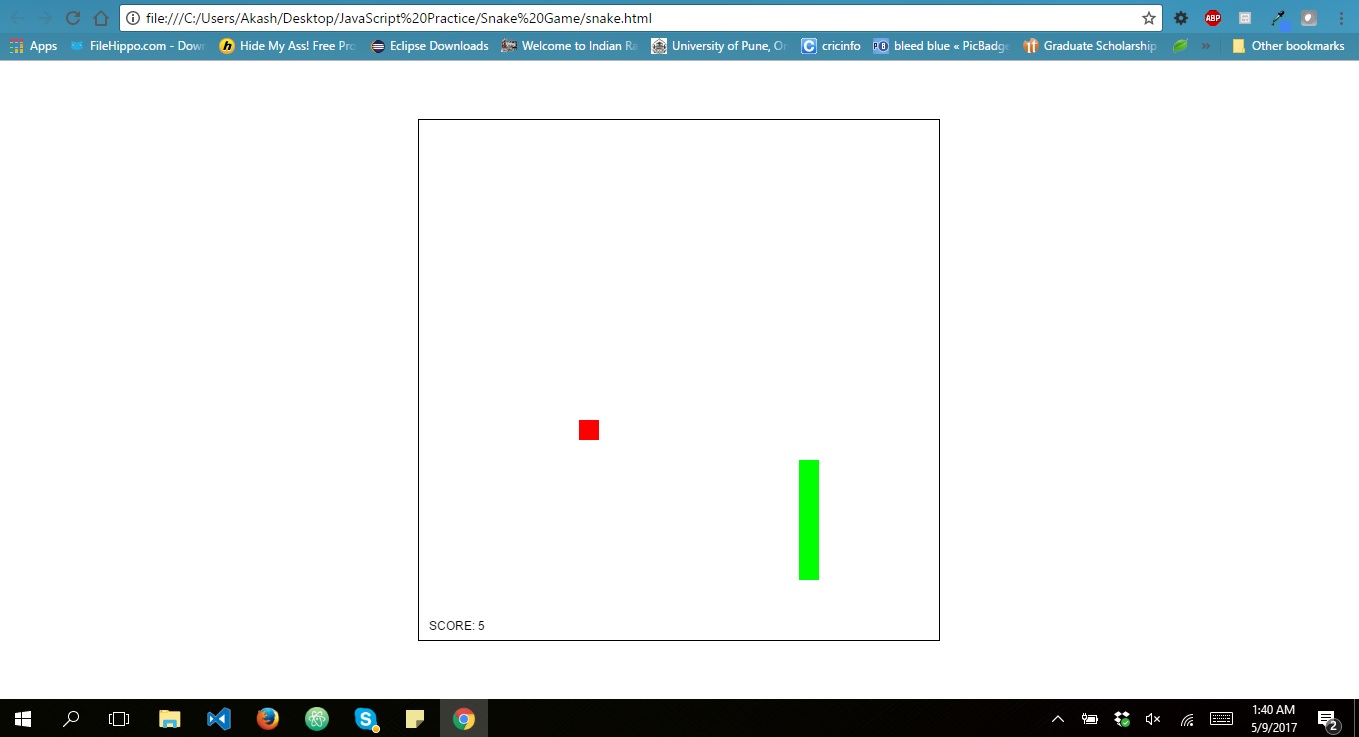 file:///C:/Users/Akash/Desktop/JavaScript%20Practice/Snake%20Game/snake.html
ABP
Apps FileHippo.com - Dow Hide My Ass! Free Pro Eclipse Downloads Welcome to Indian Ra University of Pune, Or cricinfo bleed blue « PicBadge Graduate Scholarship » Other bookmarks
SCORE: 5
1:40 AM
5/9/2017
2